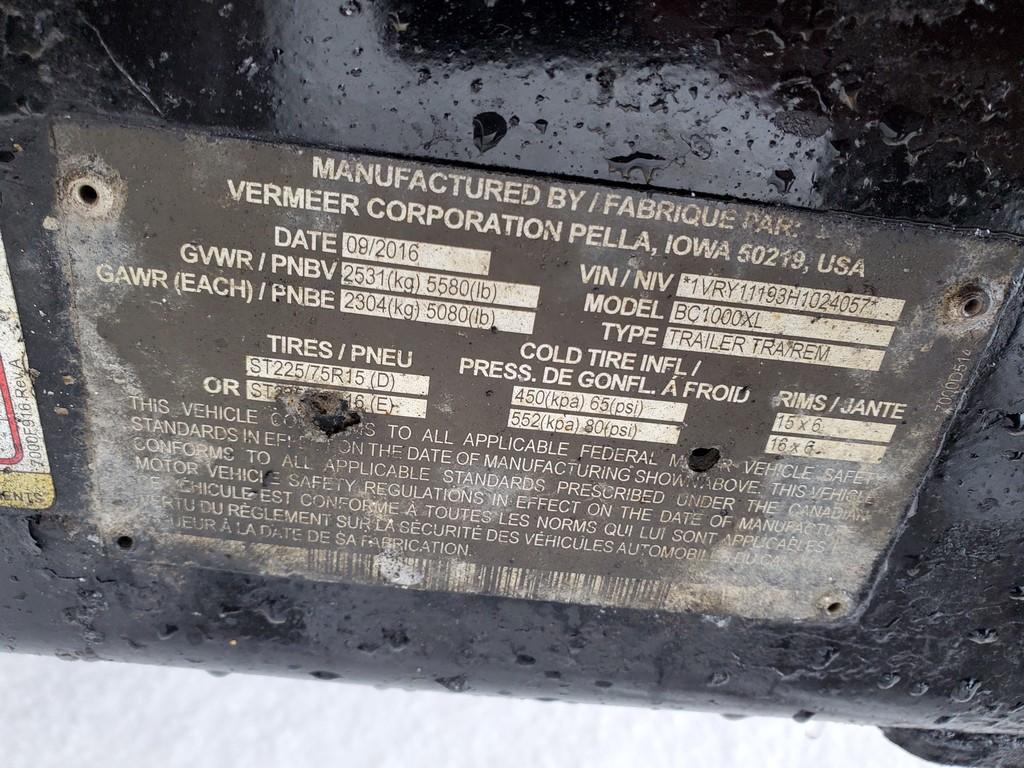 MANUFACTURED BY / FABRIQUE PAR:
VERMEER CORPORATION PELLA, IOWA 50219, USA
DATE 09/2016
GVWR / PNBV 2531(kg) 5580(lb)
GAWR (EACH) / PNBE 2304(kg) 5080(lb)
VIN / NIV *1VRY11193H1024057*
MODEL BC1000XL
TYPE TRAILER TRA/REM
TIRES / PNEU
ST225/75R15 (D)
OR 16 (E)
COLD TIRE INFL /
PRESS. DE GONFL. À FROID
450(kpa) 65(psi)
552(kpa) 80(psi)
RIMS / JANTE
15 x 6
16 x 6
THIS VEHICLE TO ALL APPLICABLE FEDERAL VEHICLE SAFETY
STANDARDS IN EFFECT ON THE DATE OF MANUFACTURING SHOWN ABOVE. THIS VEHICLE
CONFORMS TO ALL APPLICABLE STANDARDS PRESCRIBED UNDER THE CANADIAN
MOTOR VEHICLE SAFETY REGULATIONS IN EFFECT ON THE DATE OF MANUFACTURE
VÉHICULE EST CONFORME À TOUTES LES NORMS QUI LUI SONT APPLICABLES
DU RÈGLEMENT SUR LA SÉCURITÉ DES VÉHICULES AUTOMOBILE
À LA DATE DE SA FABRICATION.